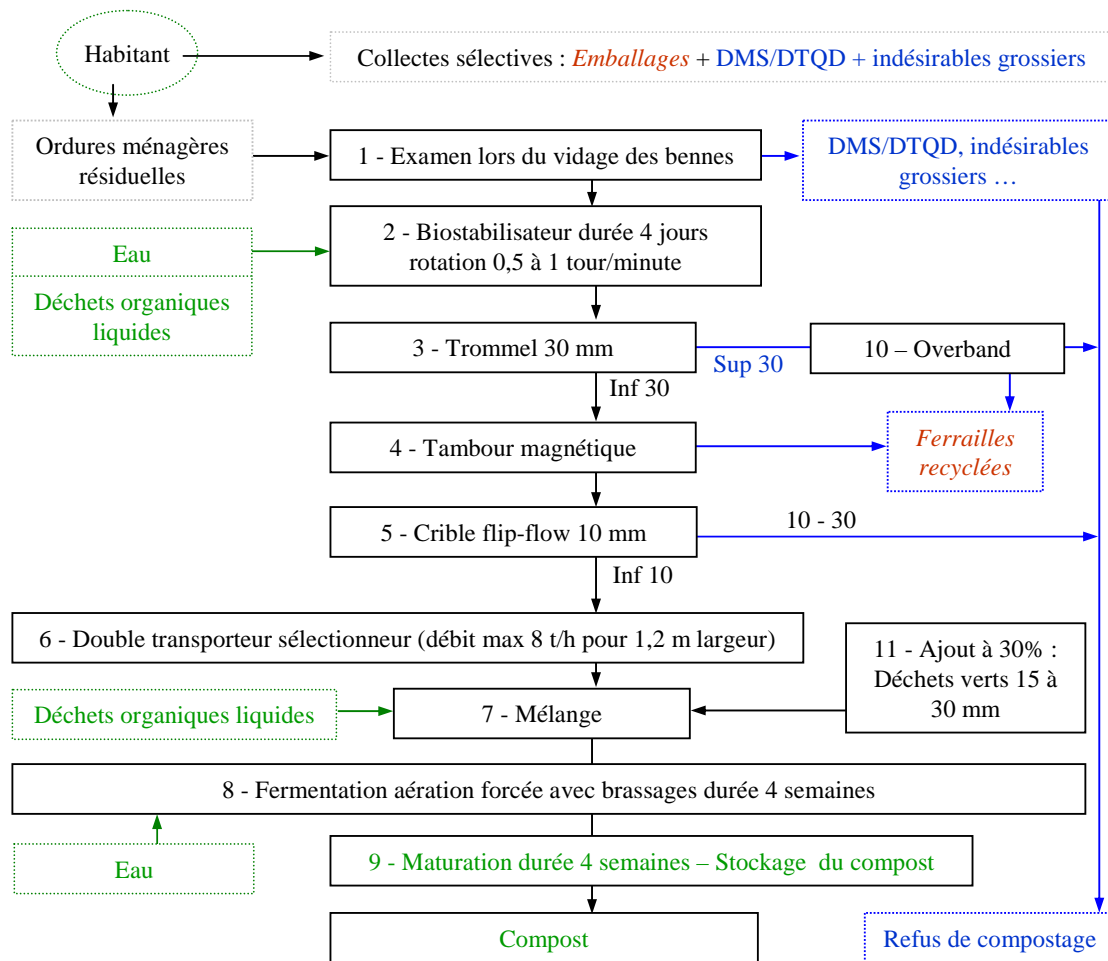 Habitant
Collectes sélectives : Emballages + DMS/DTQD + indésirables grossiers
Ordures ménagères
résiduelles
1 - Examen lors du vidage des bennes
DMS/DTQD, indésirables
grossiers …
2 - Biostabilisateur durée 4 jours
rotation 0,5 à 1 tour/minute
Eau
Déchets organiques
liquides
3 - Trommel 30 mm
Sup 30
10 – Overband
Inf 30
4 - Tambour magnétique
Ferrailles
recyclées
5 - Crible flip-flow 10 mm
10 - 30
Inf 10
6 - Double transporteur sélectionneur (débit max 8 t/h pour 1,2 m largeur)
11 - Ajout à 30% :
Déchets verts 15 à
30 mm
Déchets organiques liquides
7 - Mélange
8 - Fermentation aération forcée avec brassages durée 4 semaines
Eau
9 - Maturation durée 4 semaines – Stockage du compost
Compost
Refus de compostage